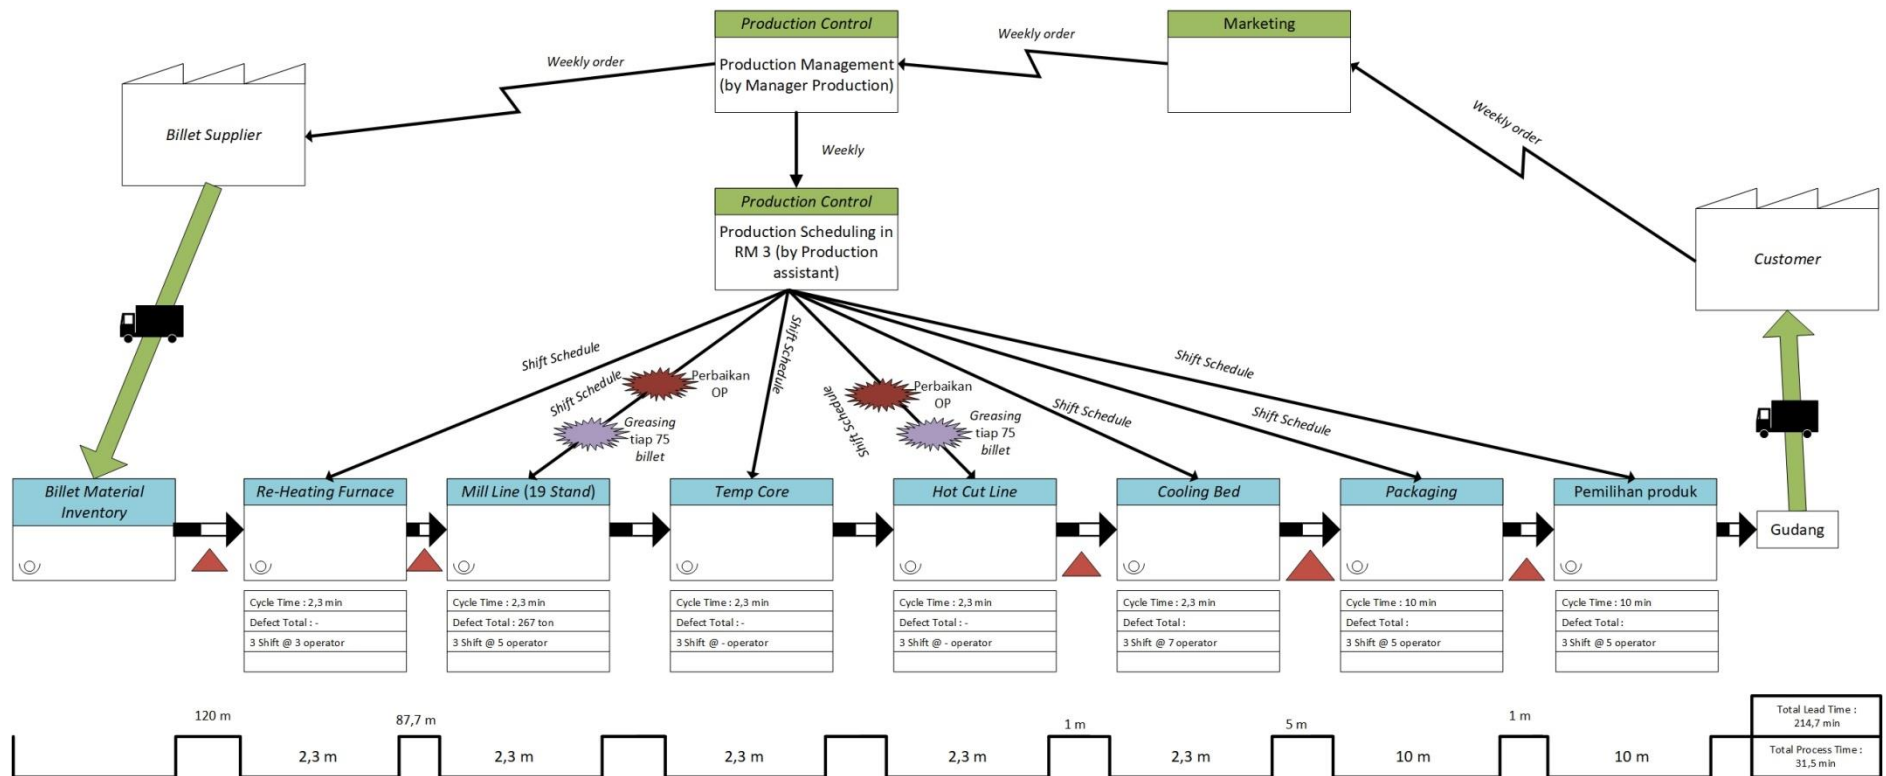 Production Control
Production Management
(by Manager Production)
Marketing
Weekly order
Weekly order
Weekly order
Billet Supplier
Weekly
Production Control
Production Scheduling in
RM 3 (by Production
assistant)
Customer
Shift Schedule
Shift Schedule
Shift Schedule
Shift Schedule
Shift Schedule
Shift Schedule
Shift Schedule
Perbaikan
OP
Greasing
tiap 75
billet
Perbaikan
OP
Greasing
tiap 75
billet
Billet Material
Inventory
Re-Heating Furnace
Mill Line (19 Stand)
Temp Core
Hot Cut Line
Cooling Bed
Packaging
Pemilihan produk
Gudang
Cycle Time : 2,3 min
Defect Total : -
3 Shift @ 3 operator
Cycle Time : 2,3 min
Defect Total : 267 ton
3 Shift @ 5 operator
Cycle Time : 2,3 min
Defect Total : -
3 Shift @ - operator
Cycle Time : 2,3 min
Defect Total : -
3 Shift @ - operator
Cycle Time : 2,3 min
Defect Total :
3 Shift @ 7 operator
Cycle Time : 10 min
Defect Total :
3 Shift @ 5 operator
Cycle Time : 10 min
Defect Total :
3 Shift @ 5 operator
120 m
87,7 m
1 m
5 m
1 m
2,3 m
2,3 m
2,3 m
2,3 m
2,3 m
10 m
10 m
Total Lead Time :
214,7 min
Total Process Time :
31,5 min